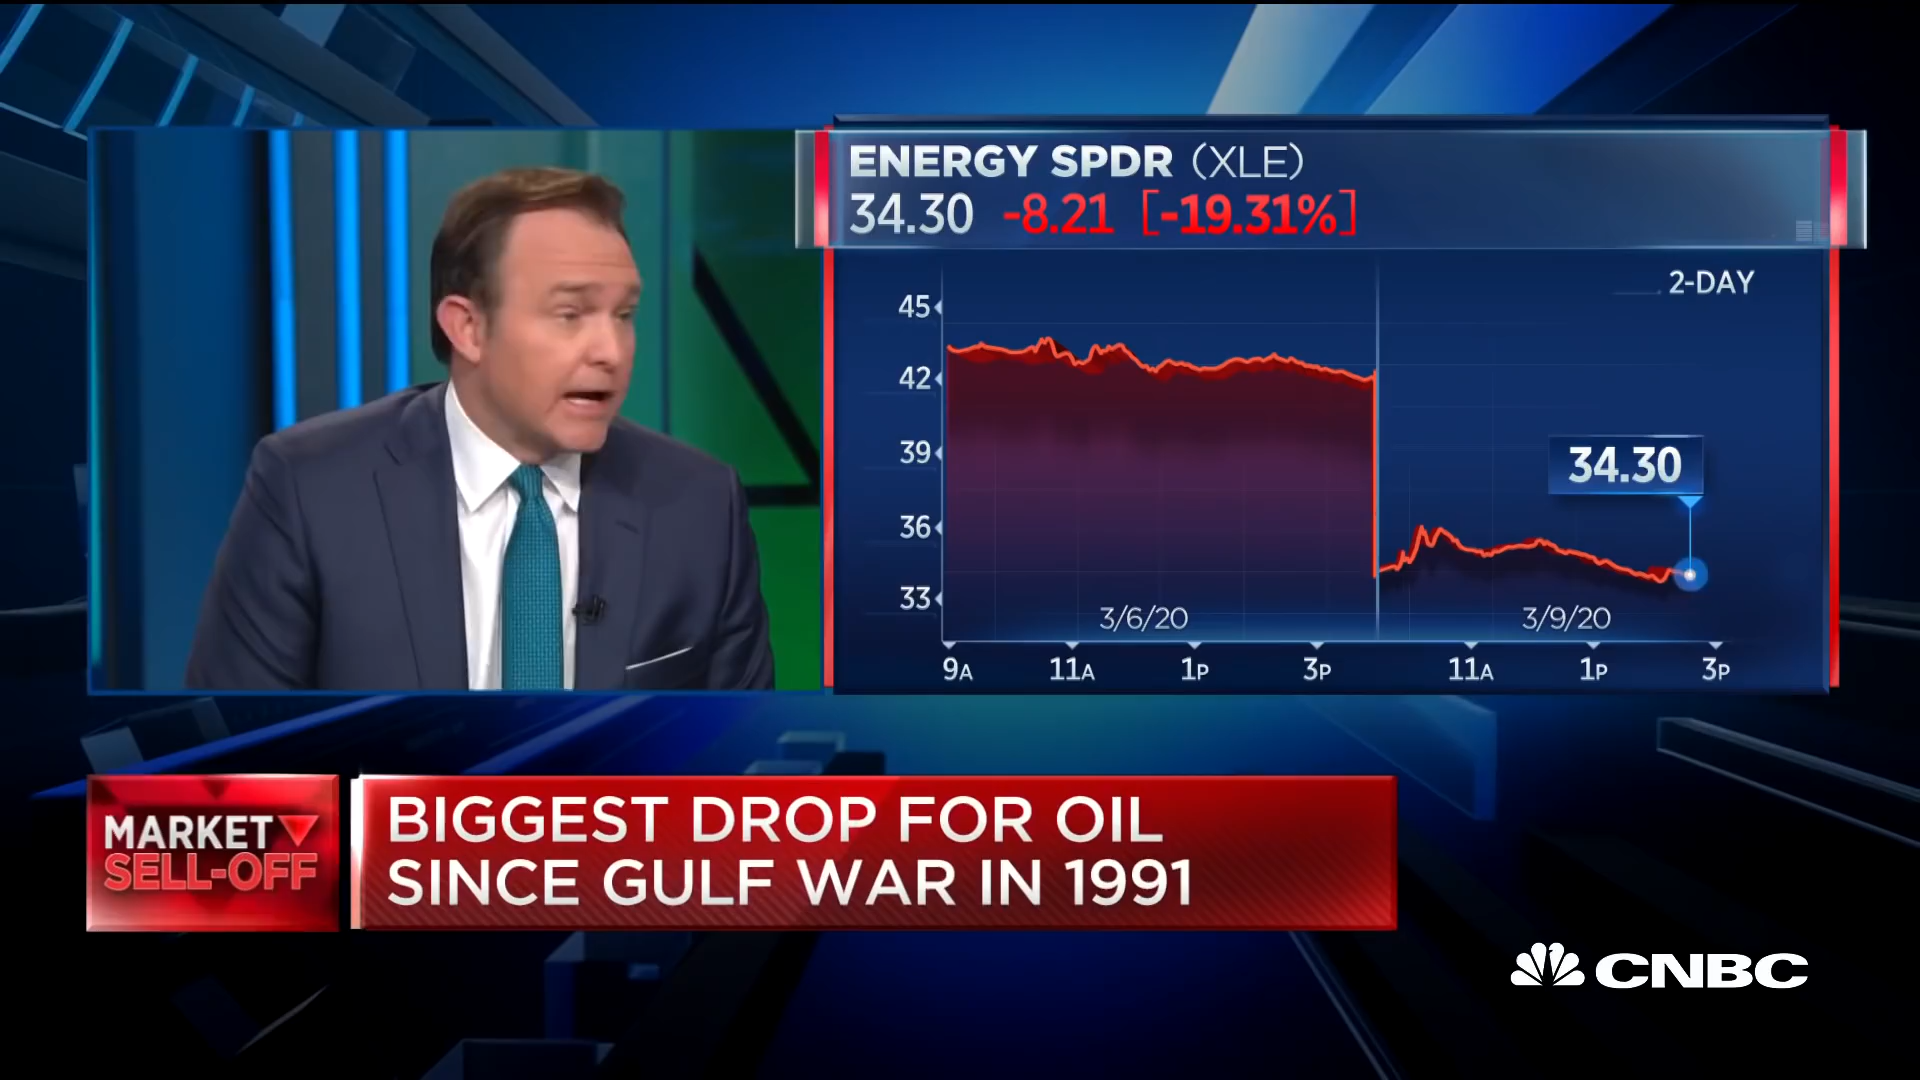 ENERGY SPDR (XLE)
34.30 -8.21 [-19.31%]
2-DAY
45
42
39
36
33
34.30
3/6/20 3/9/20
9A 11A 1P 3P 11A 1P 3P
MARKET
SELL-OFF
BIGGEST DROP FOR OIL
SINCE GULF WAR IN 1991
CNBC